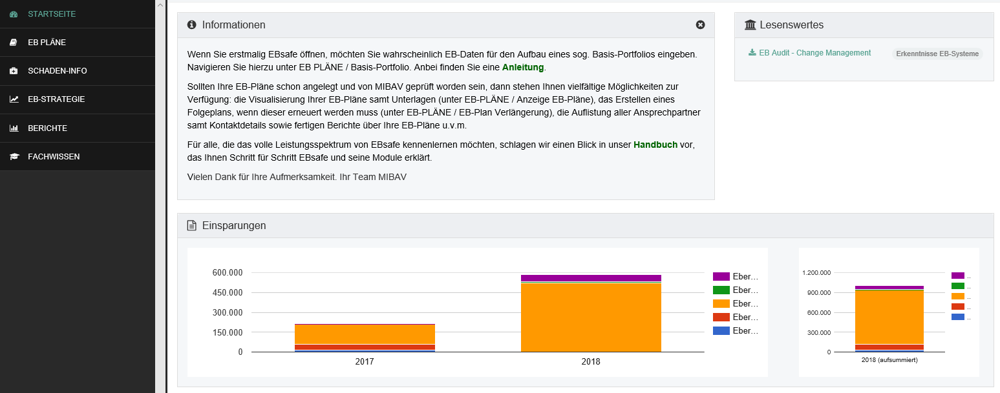 STARTSEITE
EB PLÄNE
SCHADEN-INFO
EB-STRATEGIE
BERICHTE
FACHWISSEN
Informationen
Wenn Sie erstmalig EBsafe öffnen, möchten Sie wahrscheinlich EB-Daten für den Aufbau eines sog. Basis-Portfolios eingeben.
Navigieren Sie hierzu unter EB PLÄNE / Basis-Portfolio. Anbei finden Sie eine Anleitung.
Sollten Ihre EB-Pläne schon angelegt und von MIBAV geprüft worden sein, dann stehen Ihnen vielfältige Möglichkeiten zur
Verfügung: die Visualisierung Ihrer EB-Pläne samt Unterlagen (unter EB-PLÄNE / Anzeige EB-Pläne), das Erstellen eines
Folgeplans, wenn dieser erneuert werden muss (unter EB-PLÄNE / EB-Plan Verlängerung), die Auflistung aller Ansprechpartner
samt Kontaktdetails sowie fertigen Berichte über Ihre EB-Pläne u.v.m.
Für alle, die das volle Leistungsspektrum von EBsafe kennenlernen möchten, schlagen wir einen Blick in unser Handbuch vor,
das Ihnen Schritt für Schritt EBsafe und seine Module erklärt.
Vielen Dank für Ihre Aufmerksamkeit. Ihr Team MIBAV
Lesenswertes
EB Audit - Change Management
Erkenntnisse EB-Systeme
Einsparungen
600.000
450.000
300.000
150.000
0
2017
2018
Eber...
Eber...
Eber...
Eber...
Eber...
1.200.000
900.000
600.000
300.000
0
2018 (aufsummiert)
..
..
..
..
..